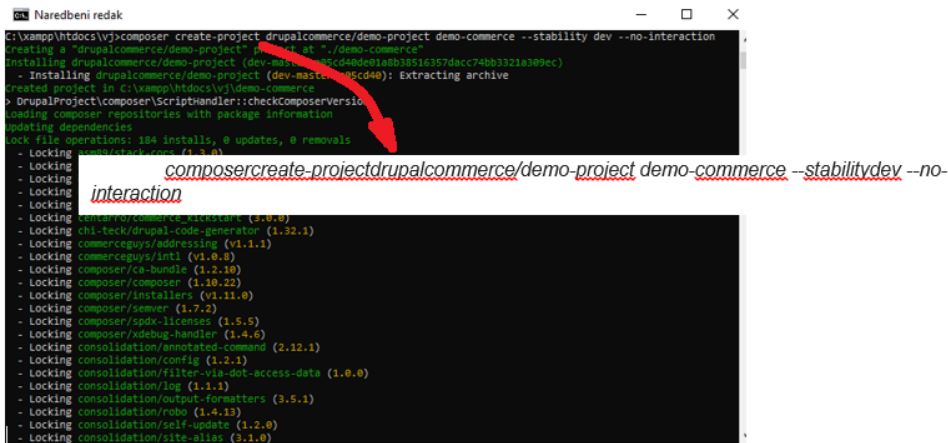 Naredbeni redak
C:\xampp\htdocs\vj>composer create-project drupalcommerce/demo-project demo-commerce --stability dev --no-interaction
Creating a "drupalcommerce/demo-project" project at "./demo-commerce"
Installing drupalcommerce/demo-project (dev-master 05cd40de01a8b38516357dacc74bb3321a309ec)
- Installing drupalcommerce/demo-project (dev-master 05cd40): Extracting archive
Created project in C:\xampp\htdocs\vj\demo-commerce
> DrupalProject\composer\ScriptHandler::checkComposerVersion
Loading composer repositories with package information
Updating dependencies
Lock file operations: 184 installs, 0 updates, 0 removals
- Locking asm89/stack-cors (1.3.0)
- Locking
- Locking
- Locking
- Locking
composercreate-projectdrupalcommerce/demo-project demo-commerce --stabilitydev --no-
interaction
- Locking centarro/commerce_kickstart (3.0.0)
- Locking chi-teck/drupal-code-generator (1.32.1)
- Locking commerceguys/addressing (v1.1.1)
- Locking commerceguys/intl (v1.0.8)
- Locking composer/ca-bundle (1.2.10)
- Locking composer/composer (1.10.22)
- Locking composer/installers (v1.11.0)
- Locking composer/semver (1.7.2)
- Locking composer/spdx-licenses (1.5.5)
- Locking composer/xdebug-handler (1.4.6)
- Locking consolidation/annotated-command (2.12.1)
- Locking consolidation/config (1.2.1)
- Locking consolidation/filter-via-dot-access-data (1.0.0)
- Locking consolidation/log (1.1.1)
- Locking consolidation/output-formatters (3.5.1)
- Locking consolidation/robo (1.4.13)
- Locking consolidation/self-update (1.2.0)
- Locking consolidation/site-alias (3.1.0)